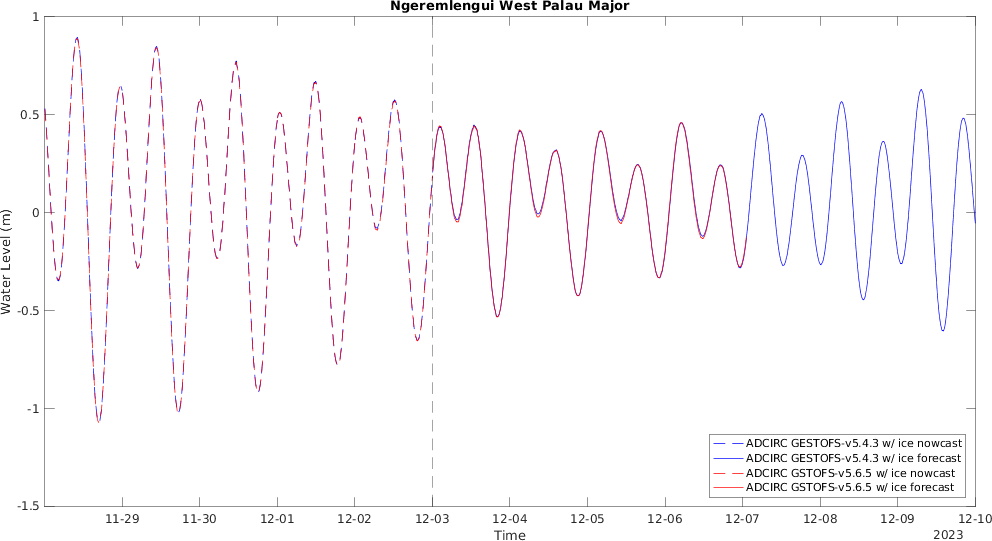 Ngeremlengui West Palau Major
1
0.5
0
-0.5
-1
-1.5
Water Level (m)
11-29 11-30 12-01 12-02 12-03 12-04 12-05 12-06 12-07 12-08 12-09 12-10
Time
2023
ADCIRC GESTOFS-v5.4.3 w/ ice nowcast
ADCIRC GESTOFS-v5.4.3 w/ ice forecast
ADCIRC GSTOFS-v5.6.5 w/ ice nowcast
ADCIRC GSTOFS-v5.6.5 w/ ice forecast